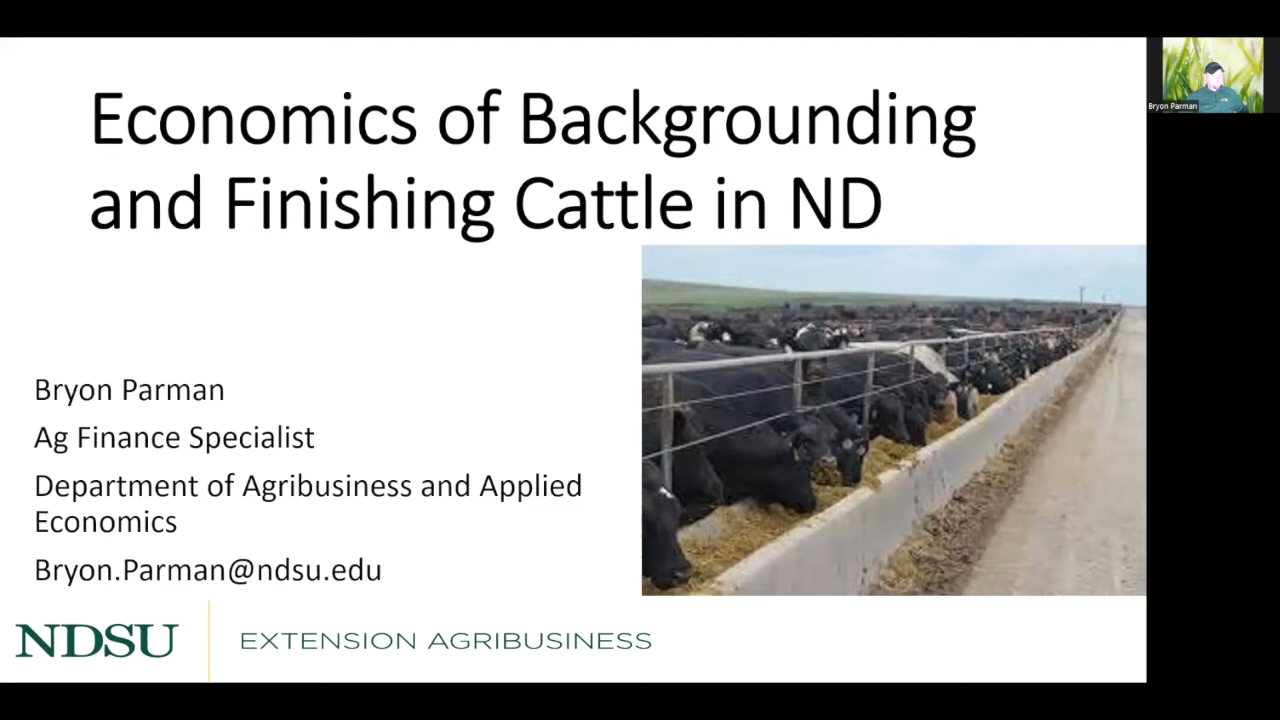 Economics of Backgrounding
and Finishing Cattle in ND
Bryon Parman
Bryon Parman
Ag Finance Specialist
Department of Agribusiness and Applied
Economics
Bryon.Parman@ndsu.edu
NDSU
EXTENSION AGRIBUSINESS